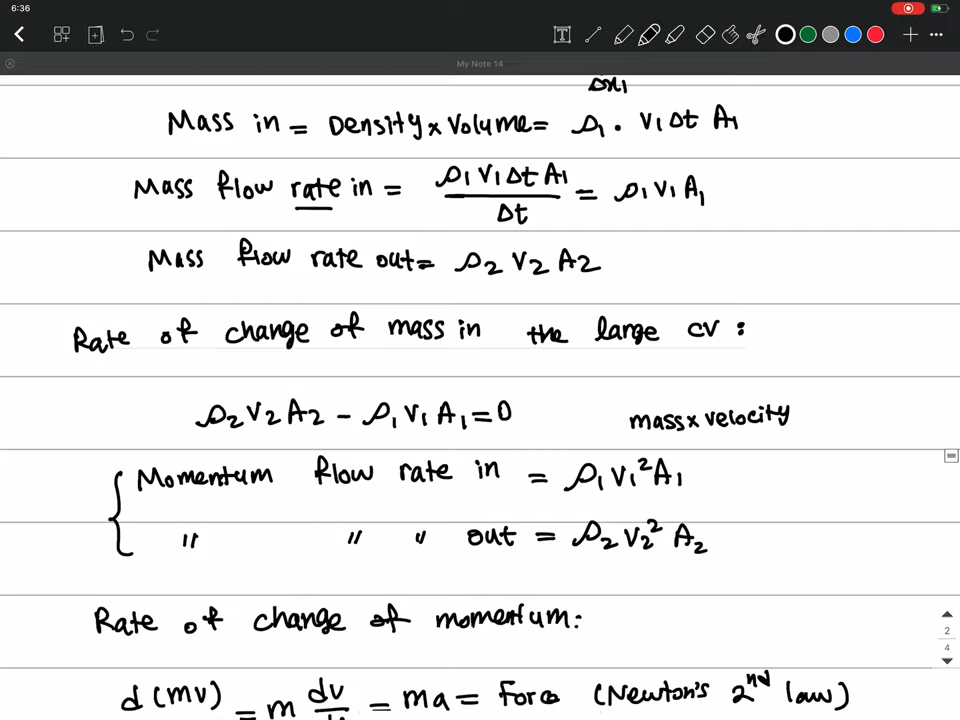 6:36
My Note 14
Δx₁
Mass in = Density × Volume = ρ₁ . V₁ Δt A₁
Mass flow rate in = ρ₁ V₁ Δt A₁ / Δt = ρ₁ V₁ A₁
Mass flow rate out = ρ₂ V₂ A₂
Rate of change of mass in the large CV :
ρ₂ V₂ A₂ − ρ₁ V₁ A₁ = 0
mass × velocity
Momentum flow rate in = ρ₁ V₁² A₁
" " " out = ρ₂ V₂² A₂
Rate of change of momentum:
2
4
d(mv) = m dv = ma = Force (Newton's 2nd law)